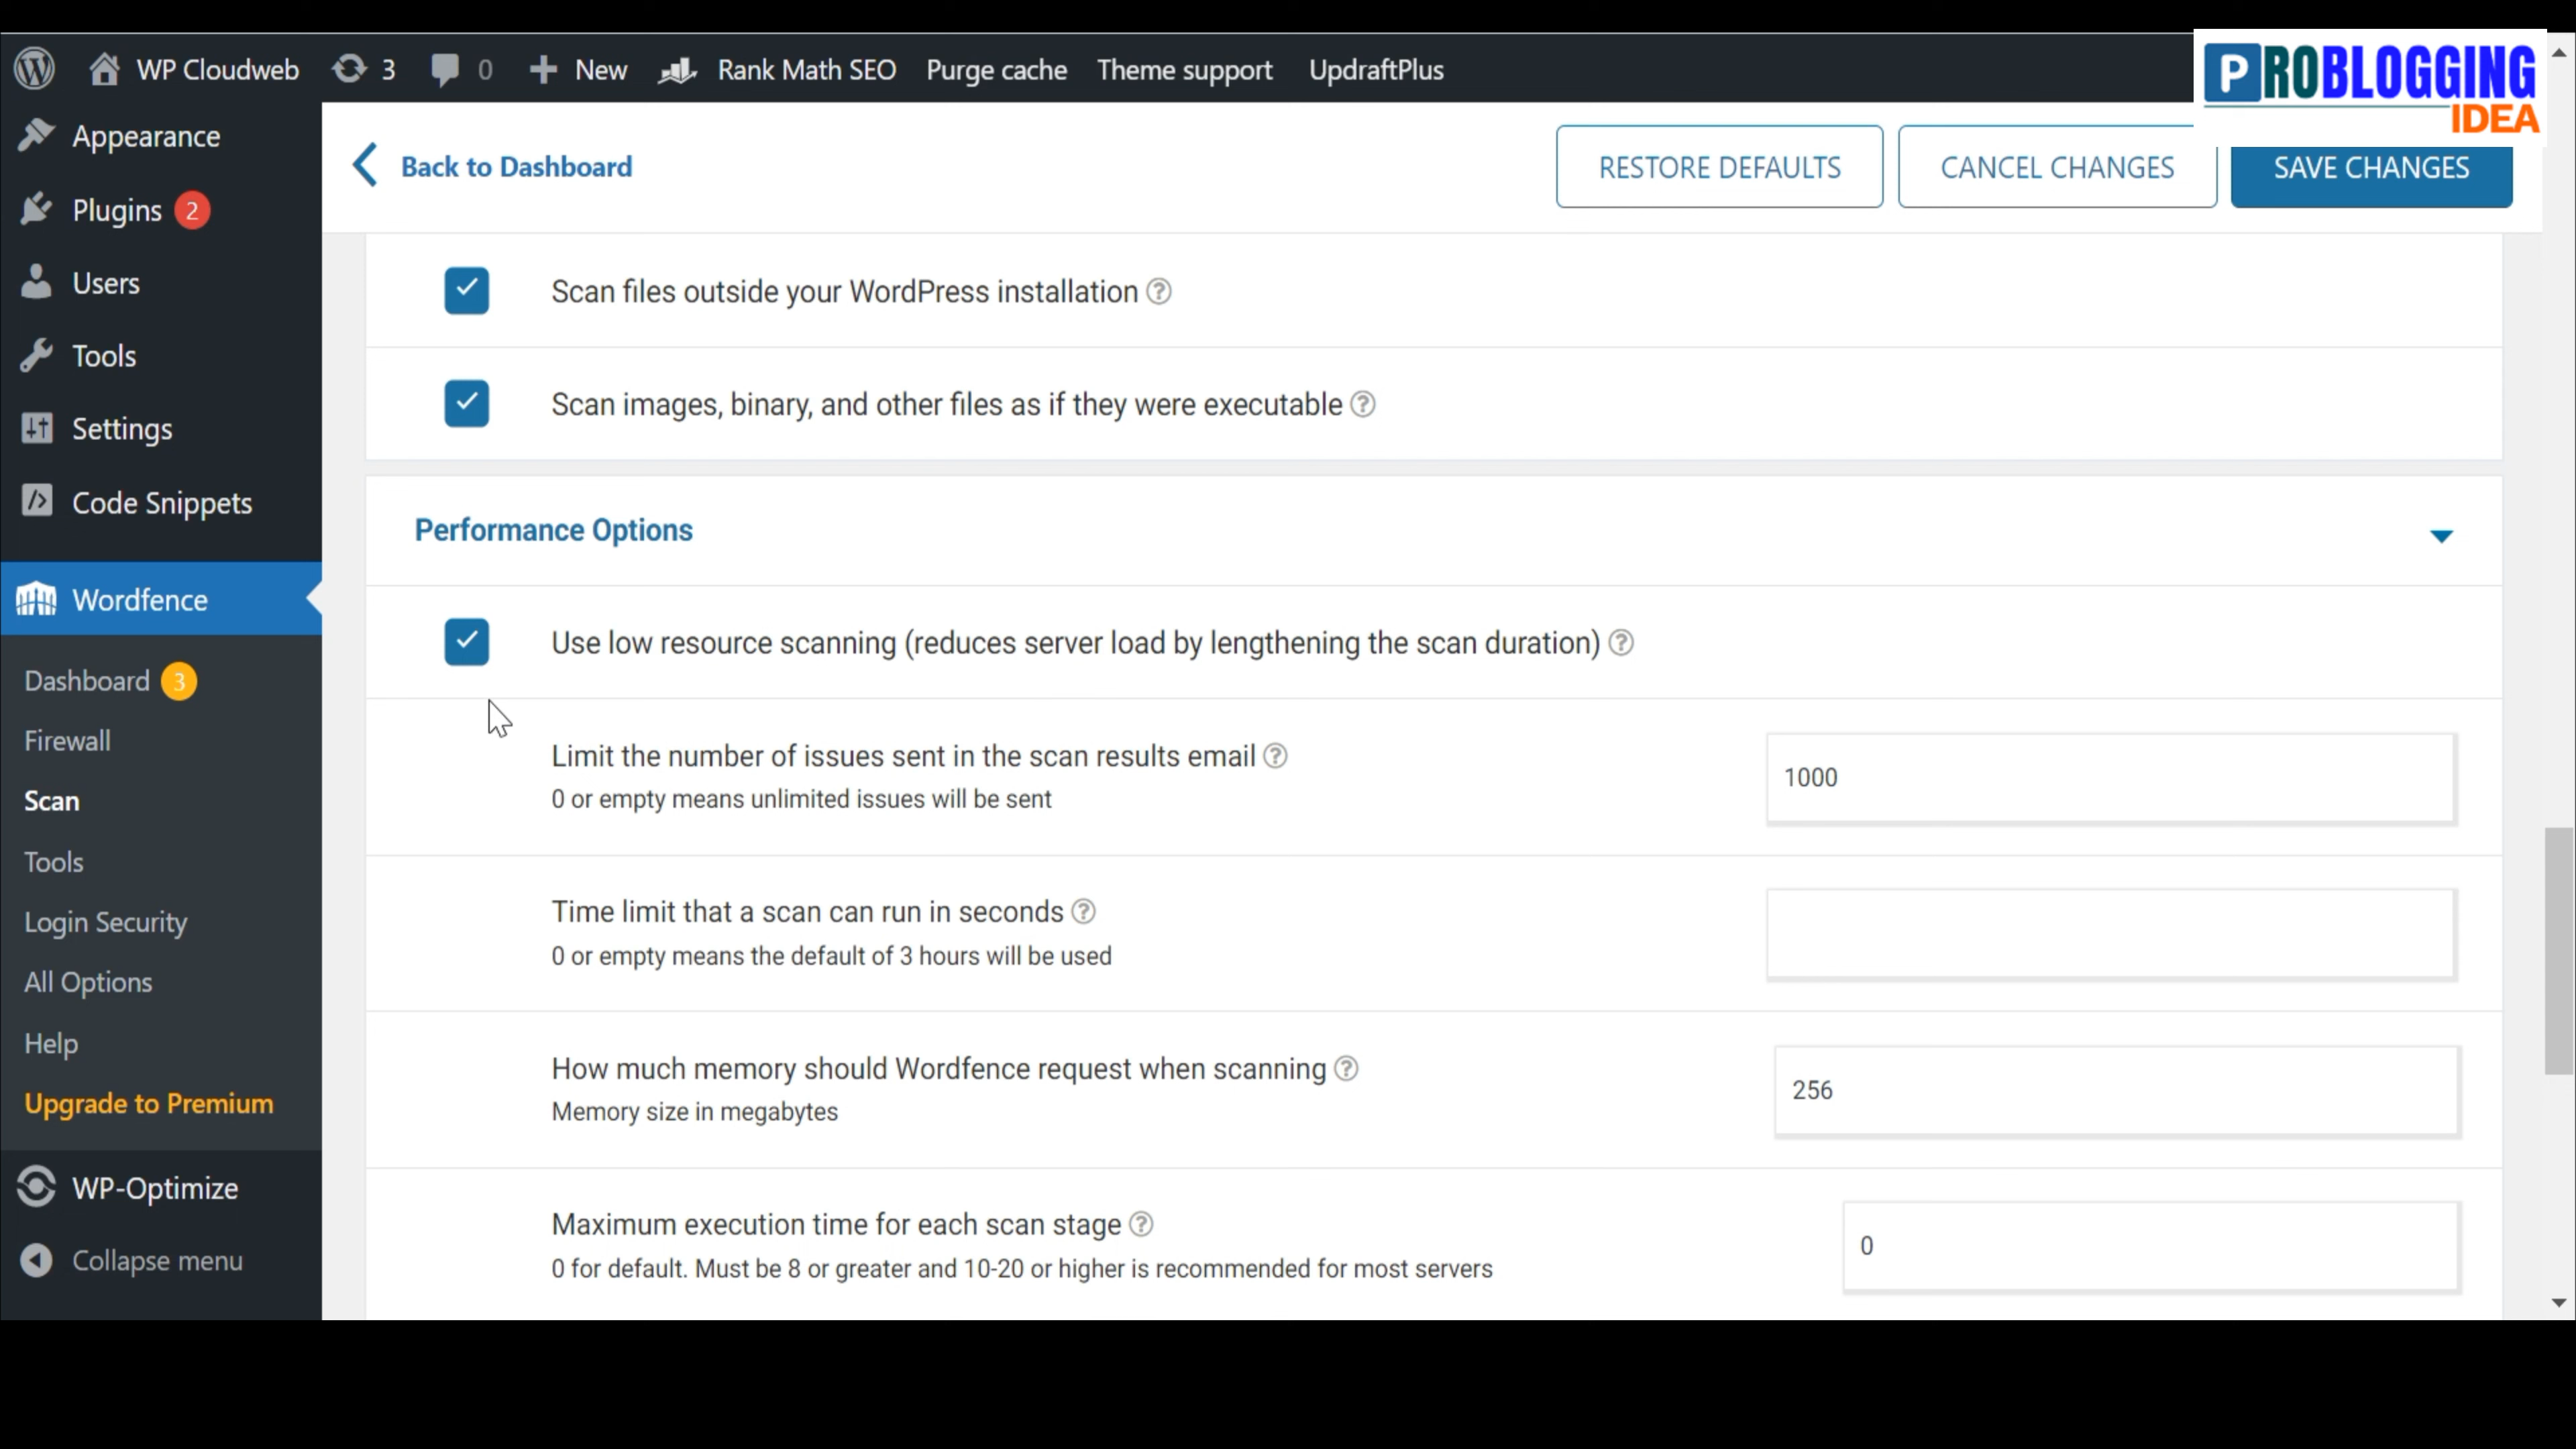 WP Cloudweb 3 0 New Rank Math SEO Purge cache Theme support UpdraftPlus
PROBLOGGING
IDEA
Appearance
Plugins 2
Users
Tools
Settings
Code Snippets
Wordfence
Dashboard 3
Firewall
Scan
Tools
Login Security
All Options
Help
Upgrade to Premium
WP-Optimize
Collapse menu
Back to Dashboard
RESTORE DEFAULTS
CANCEL CHANGES
SAVE CHANGES
Scan files outside your WordPress installation
Scan images, binary, and other files as if they were executable
Performance Options
Use low resource scanning (reduces server load by lengthening the scan duration)
Limit the number of issues sent in the scan results email
0 or empty means unlimited issues will be sent
1000
Time limit that a scan can run in seconds
0 or empty means the default of 3 hours will be used
How much memory should Wordfence request when scanning
Memory size in megabytes
256
Maximum execution time for each scan stage
0 for default. Must be 8 or greater and 10-20 or higher is recommended for most servers
0